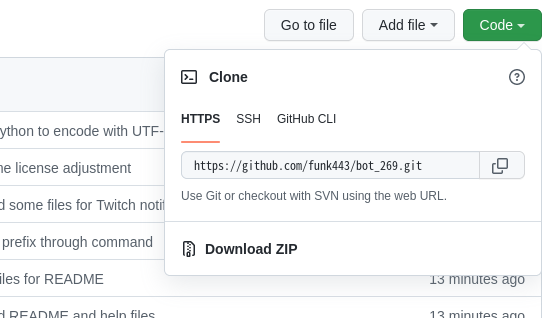 Go to file Add file Code
Clone
HTTPS SSH GitHub CLI
ython to encode with UTF-
https://github.com/funk443/bot_269.git
ne license adjustment
Use Git or checkout with SVN using the web URL.
d some files for Twitch notif
prefix through command
Download ZIP
iles for README 13 minutes ago
d README and help files 13 minutes ago